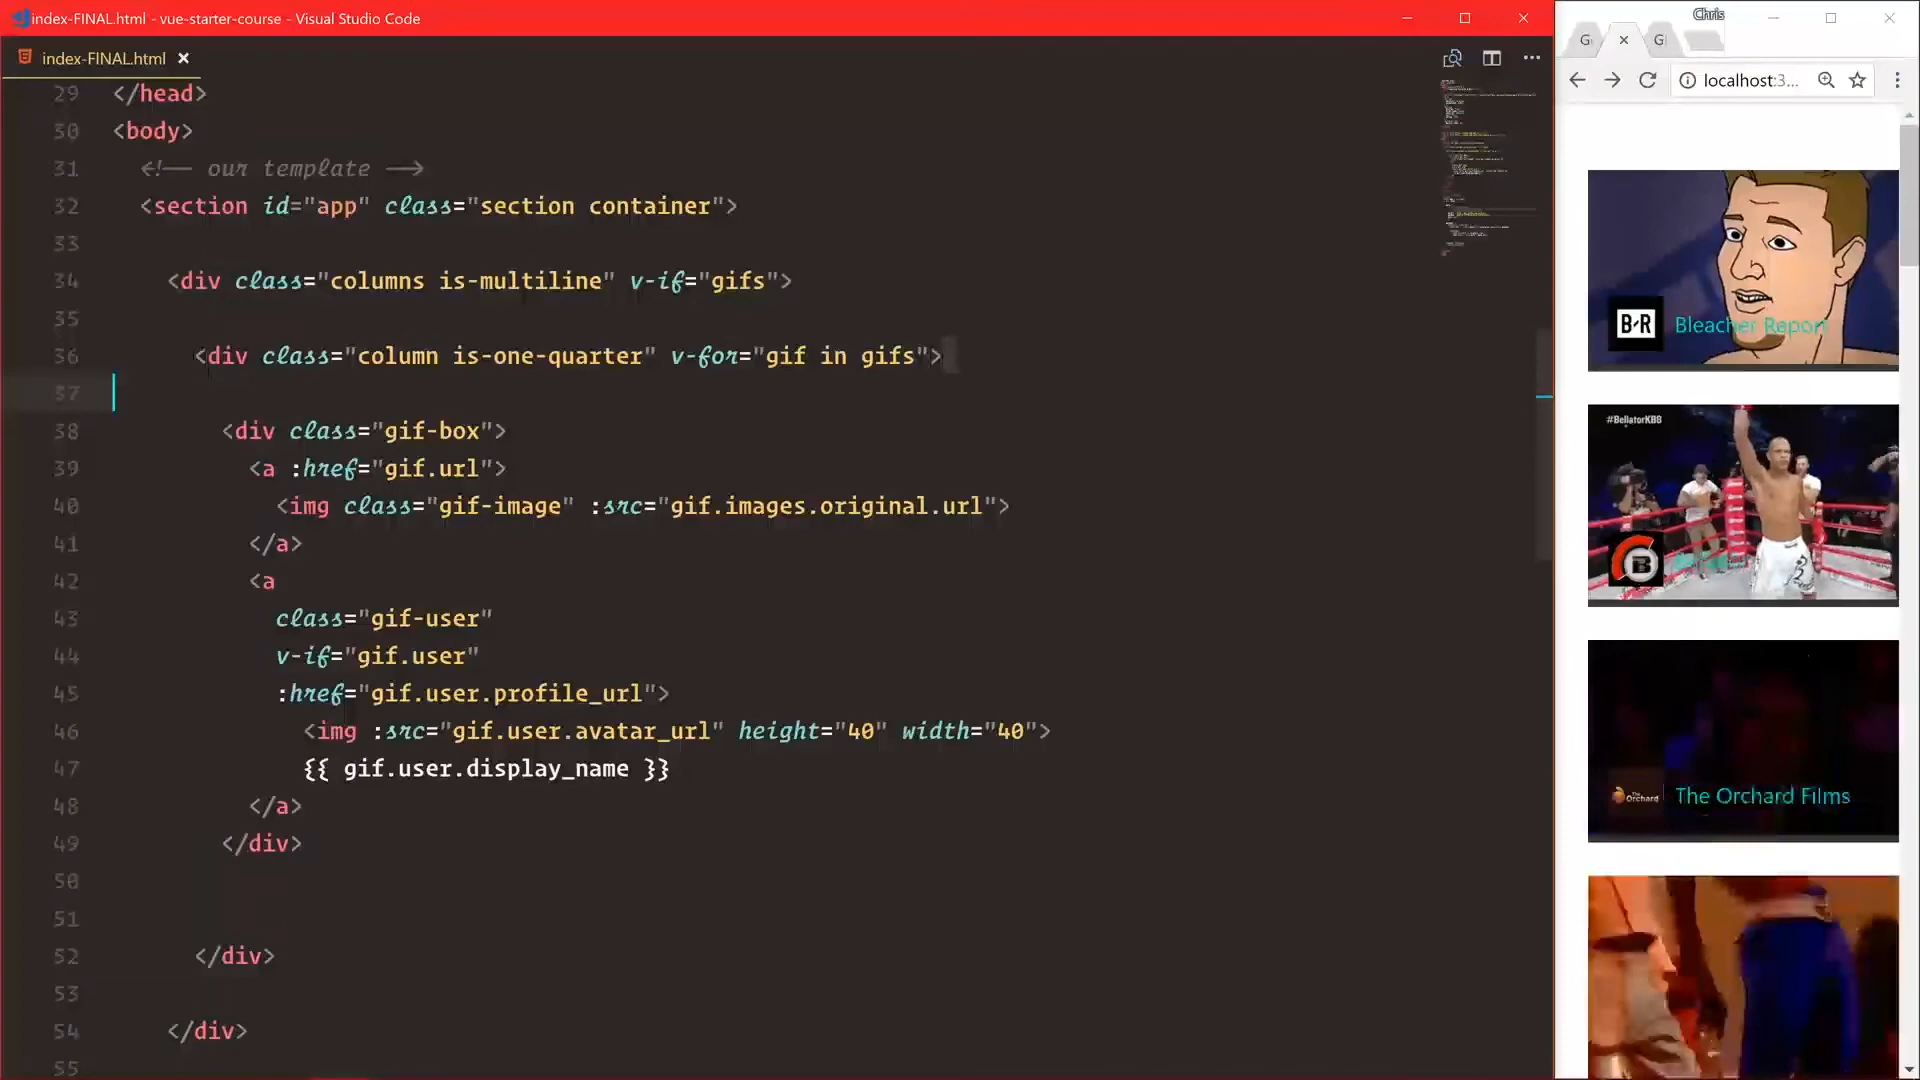 index-FINAL.html - vue-starter-course - Visual Studio Code
index-FINAL.html
29 </head>
30 <body>
31 <!-- our template -->
32 <section id="app" class="section container">
33
34 <div class="columns is-multiline" v-if="gifs">
35
36 <div class="column is-one-quarter" v-for="gif in gifs">
37
38 <div class="gif-box">
39 <a :href="gif.url">
40 <img class="gif-image" :src="gif.images.original.url">
41 </a>
42 <a
43 class="gif-user"
44 v-if="gif.user"
45 :href="gif.user.profile_url">
46 <img :src="gif.user.avatar_url" height="40" width="40">
47 {{ gif.user.display_name }}
48 </a>
49 </div>
50
51
52 </div>
53
54 </div>
55
Chris
G G
localhost:3...
B/R Bleacher Report
#BellatorKB8
B
The Orchard The Orchard Films